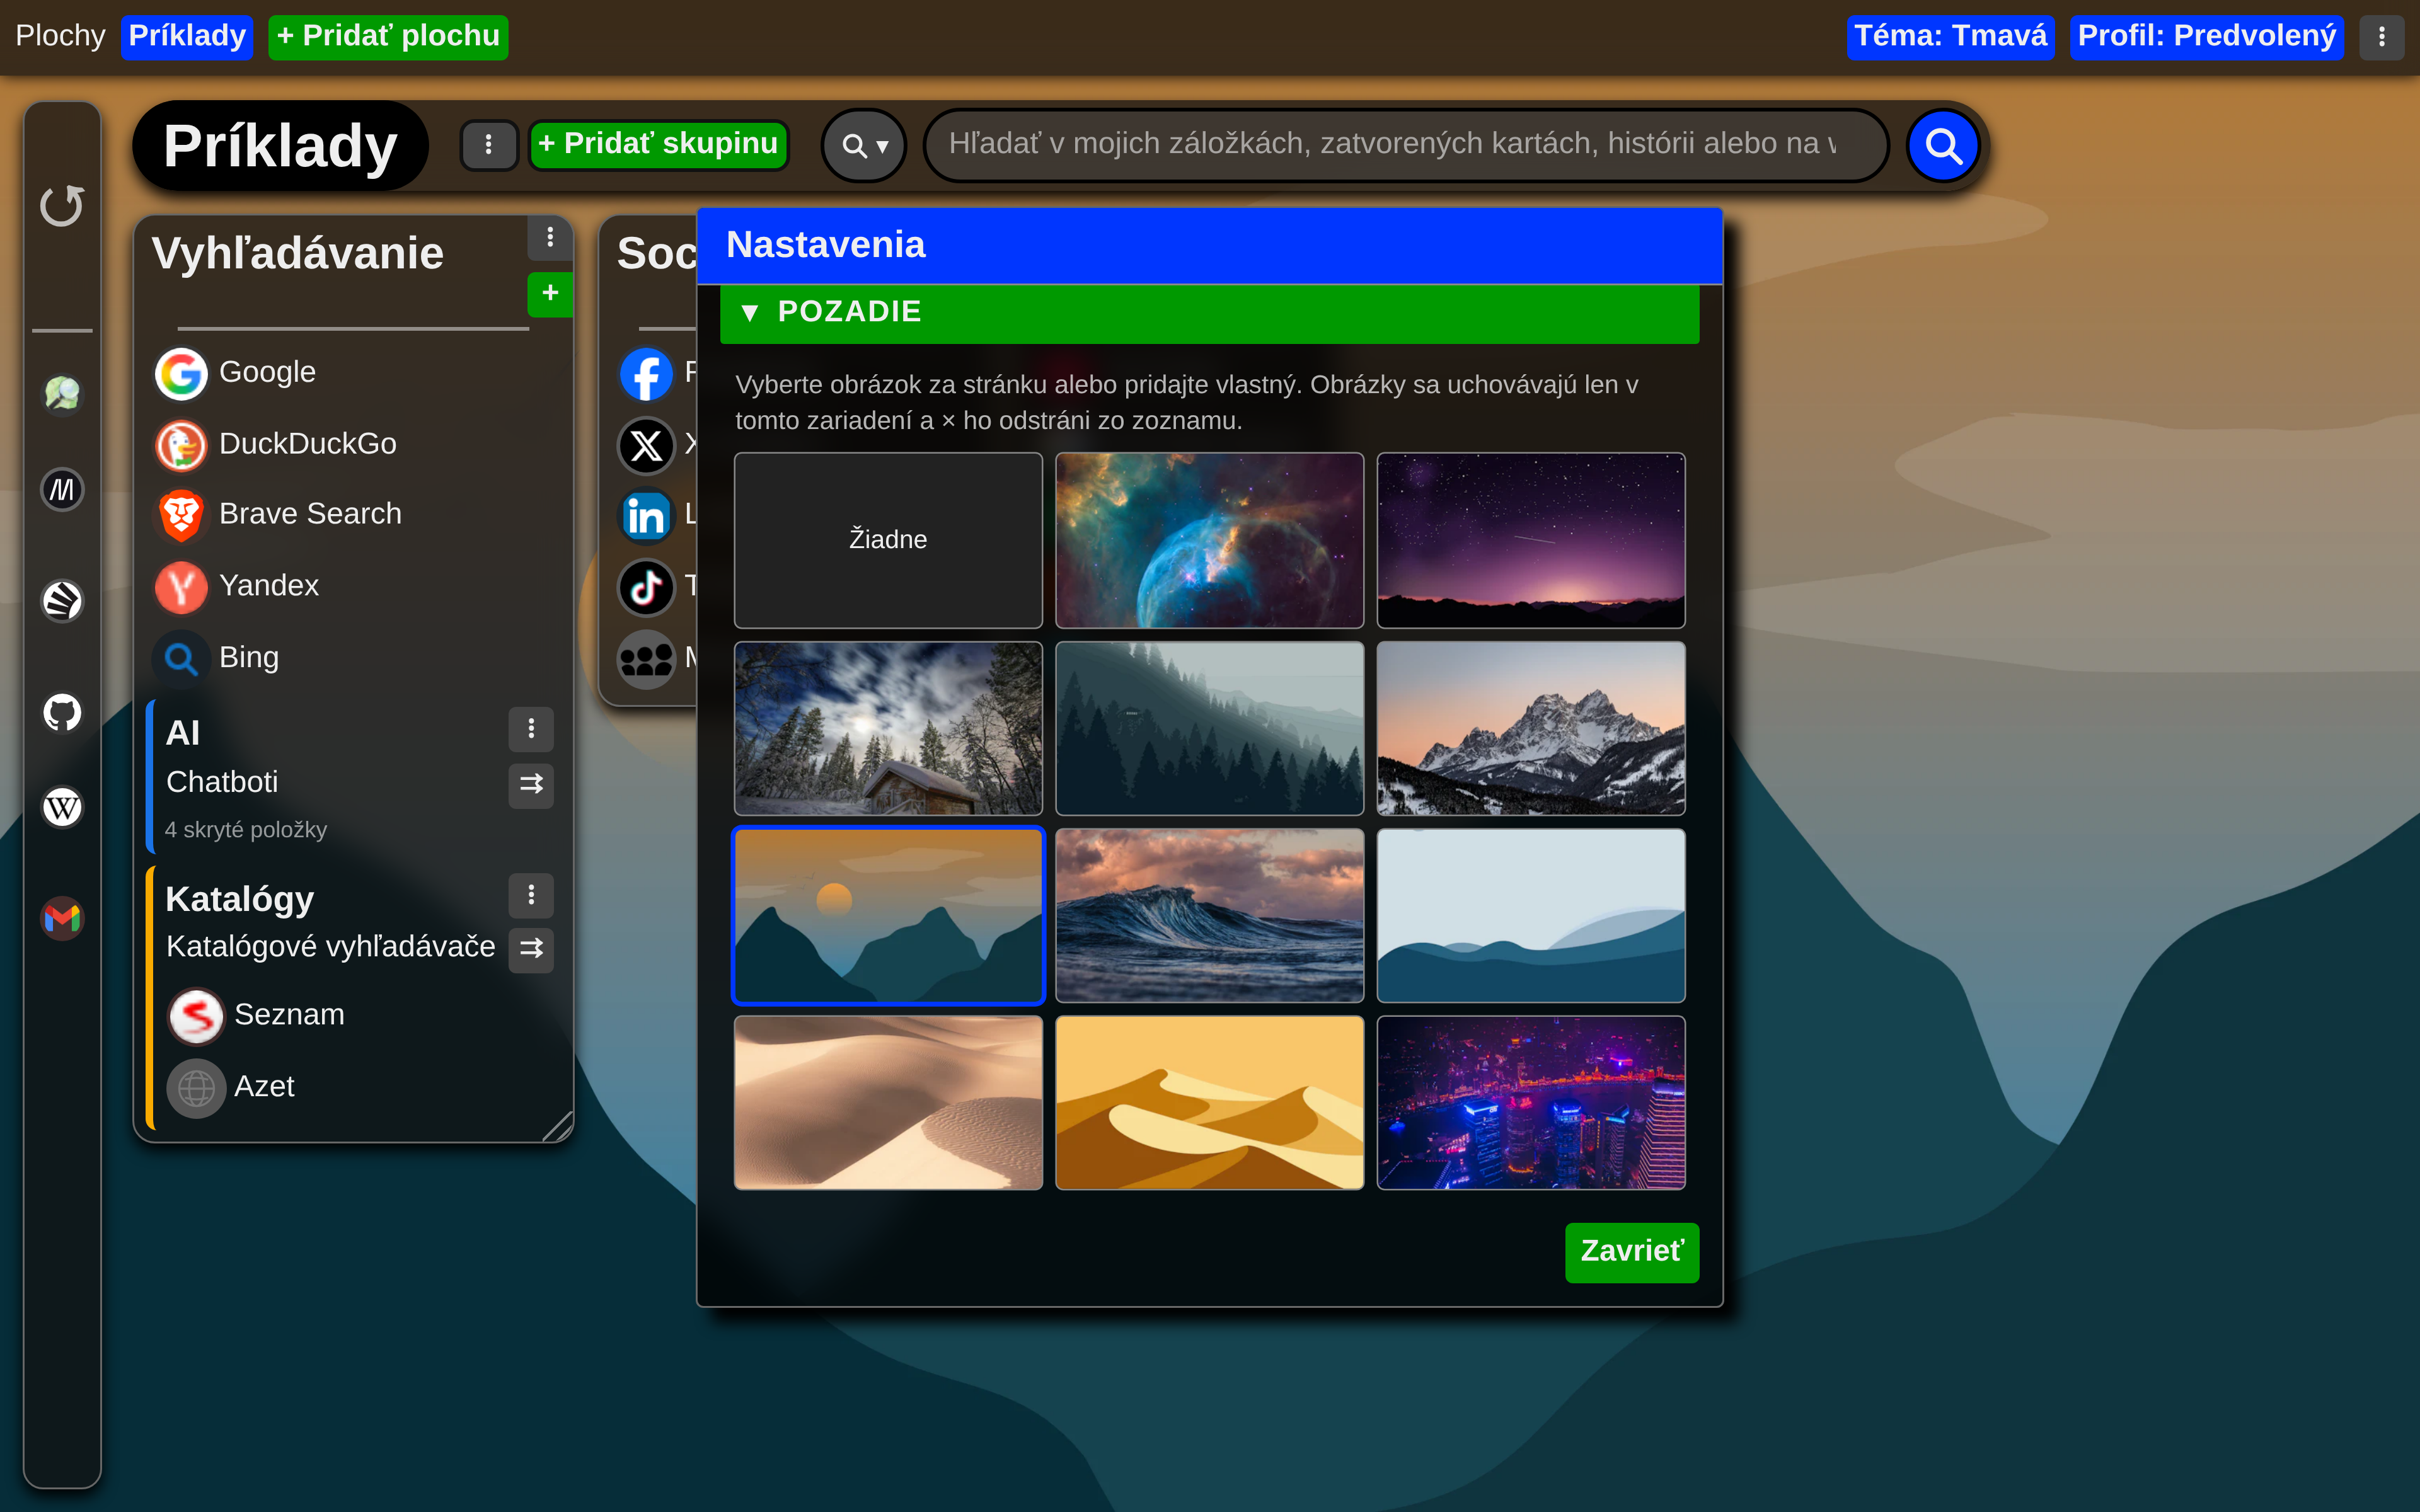 Plochy Príklady + Pridať plochu Téma: Tmavá Profil: Predvolený
Príklady + Pridať skupinu Hľadať v mojich záložkách, zatvorených kartách, histórii alebo na
Vyhľadávanie
+
Google
DuckDuckGo
Brave Search
Yandex
Bing
AI
Chatboti
4 skryté položky
Katalógy
Katalógové vyhľadávače
Seznam
Azet
Soc
F
X
L
T
M
Nastavenia
▼ POZADIE
Vyberte obrázok za stránku alebo pridajte vlastný. Obrázky sa uchovávajú len v
tomto zariadení a × ho odstráni zo zoznamu.
Žiadne
Zavrieť